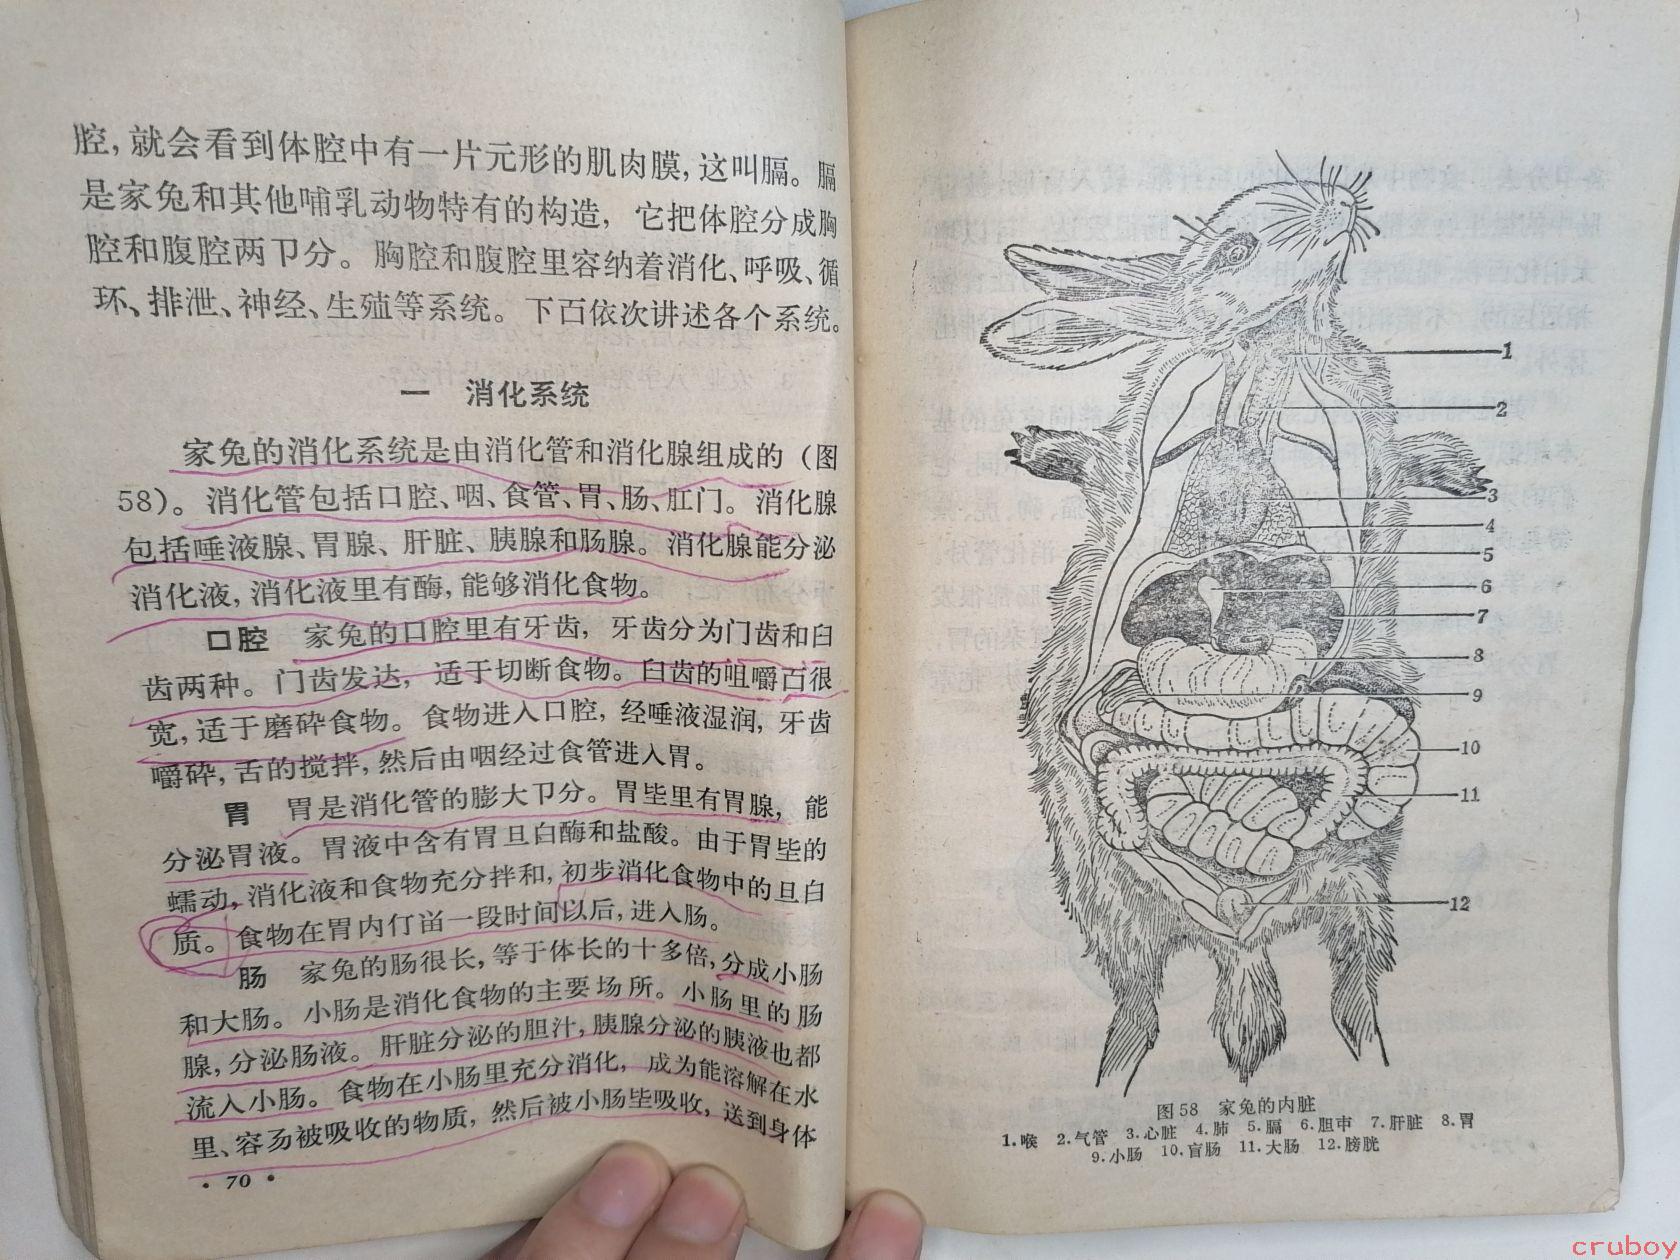 腔，就会看到体腔中有一片元形的肌肉膜，这叫膈。膈
是家兔和其他哺乳动物特有的构造，它把体腔分成胸
腔和腹腔两卩分。胸腔和腹腔里容纳着消化、呼吸、循
环、排泄、神经、生殖等系统。下百依次讲述各个系统。
一 消化系统
家兔的消化系统是由消化管和消化腺组成的（图
58）。消化管包括口腔、咽、食管、胃、肠、肛门。消化腺
包括唾液腺、胃腺、肝脏、胰腺和肠腺。消化腺能分泌
消化液，消化液里有酶，能够消化食物。
口腔 家兔的口腔里有牙齿，牙齿分为门齿和臼
齿两种。门齿发达，适于切断食物。臼齿的咀嚼百很
宽，适于磨碎食物。食物进入口腔，经唾液湿润，牙齿
嚼碎，舌的搅拌，然后由咽经过食管进入胃。
胃 胃是消化管的膨大卩分。胃坒里有胃腺，能
分泌胃液。胃液中含有胃旦白酶和盐酸。由于胃坒的
蠕动，消化液和食物充分拌和，初步消化食物中的旦白
质。食物在胃内仃畄一段时间以后，进入肠。
肠 家兔的肠很长，等于体长的十多倍，分成小肠
和大肠。小肠是消化食物的主要场所。小肠里的肠
腺，分泌肠液。肝脏分泌的胆汁，胰腺分泌的胰液也都
流入小肠。食物在小肠里充分消化，成为能溶解在水
里、容昜被吸收的物质，然后被小肠坒吸收，送到身体
·70·
1
2
3
4
5
6
7
8
9
10
11
12
图58 家兔的内脏
1.喉 2.气管 3.心脏 4.肺 5.膈 6.胆 7.肝脏 8.胃
9.小肠 10.盲肠 11.大肠 12.膀胱
cruboy